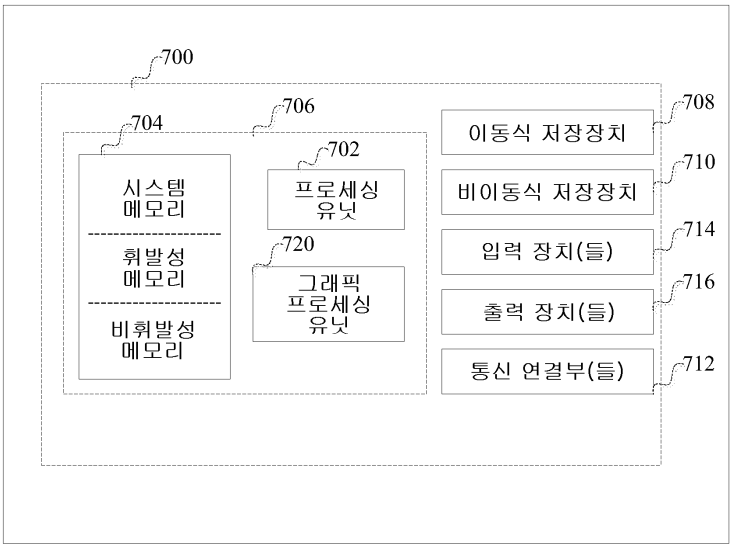 700
706
704
시스템
메모리
휘발성
메모리
비휘발성
메모리
702
프로세싱
유닛
720
그래픽
프로세싱
유닛
708
이동식 저장장치
710
비이동식 저장장치
714
입력 장치(들)
716
출력 장치(들)
712
통신 연결부(들)